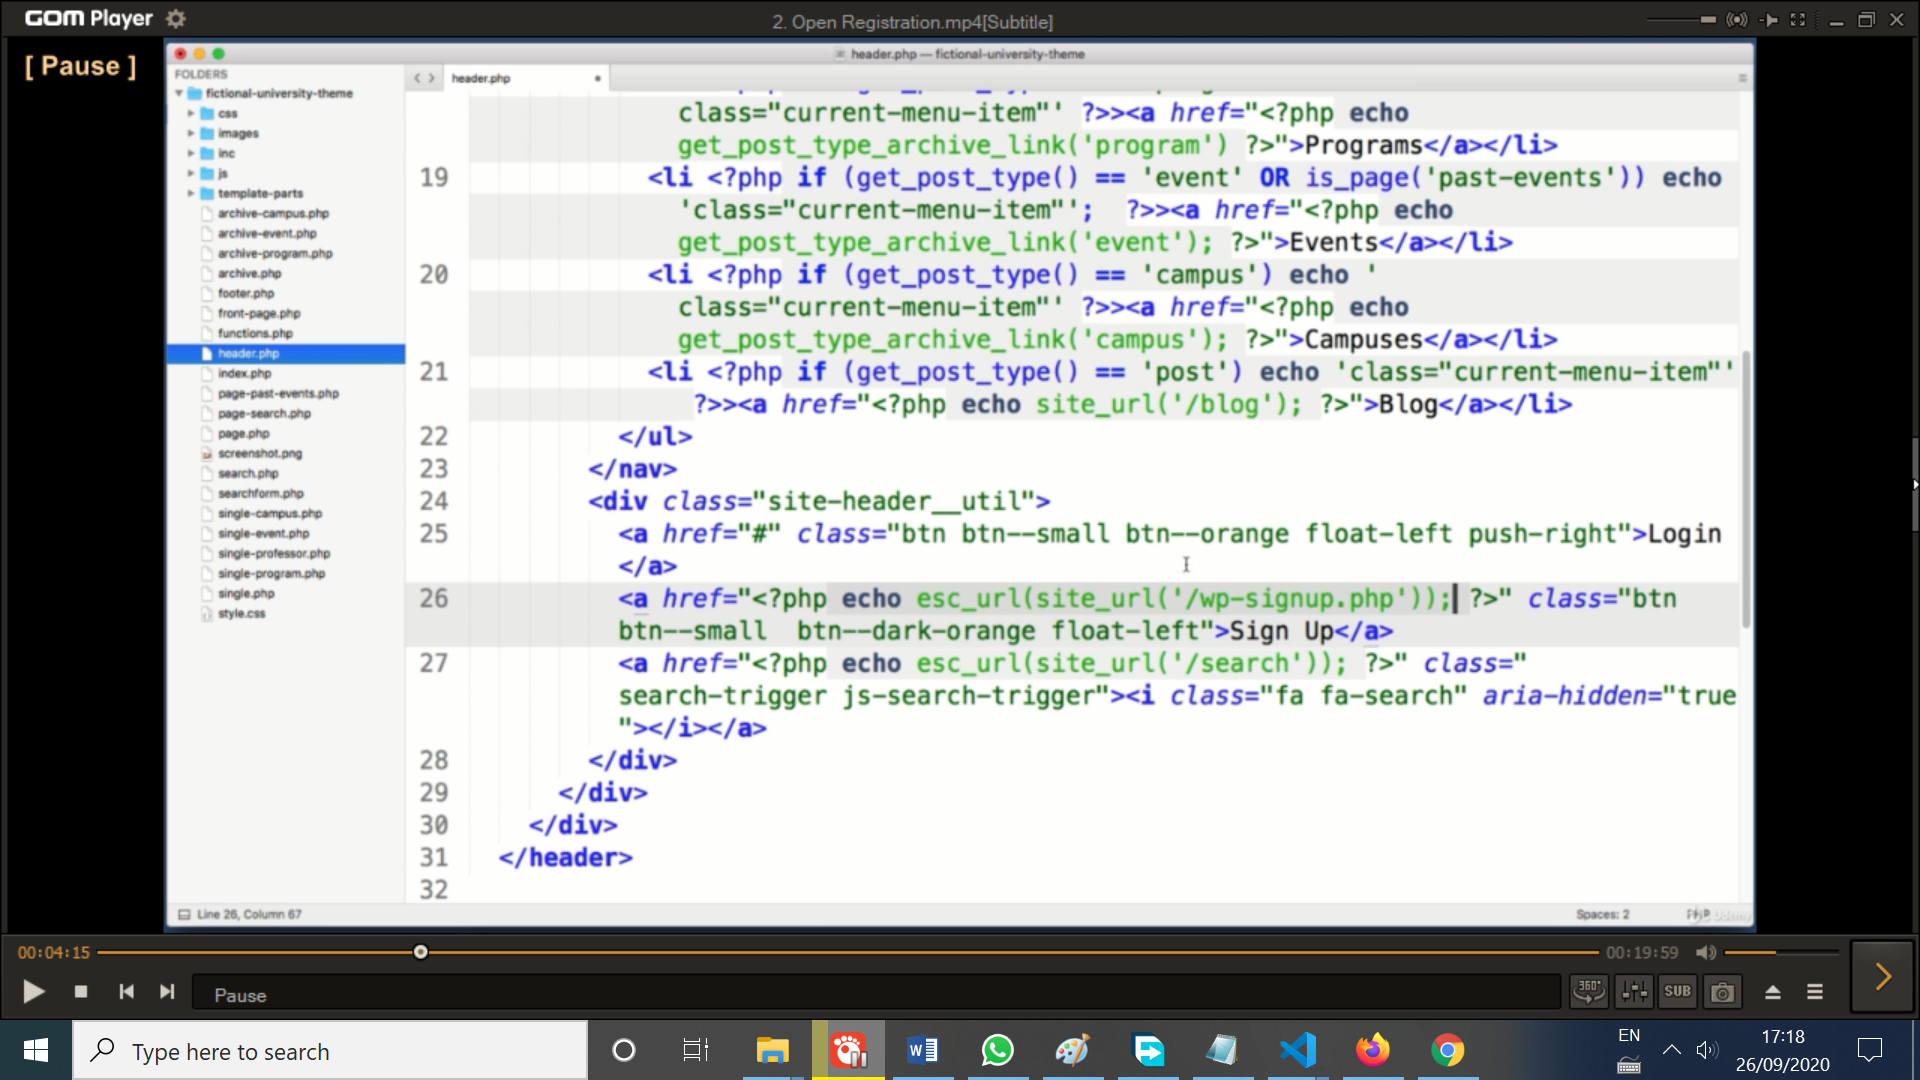 GOM Player
2. Open Registration.mp4[Subtitle]
[ Pause ]
header.php — fictional-university-theme
FOLDERS
fictional-university-theme
css
images
inc
js
template-parts
archive-campus.php
archive-event.php
archive-program.php
archive.php
footer.php
front-page.php
functions.php
header.php
index.php
page-past-events.php
page-search.php
page.php
screenshot.png
search.php
searchform.php
single-campus.php
single-event.php
single-professor.php
single-program.php
single.php
style.css
header.php
class="current-menu-item"' ?>><a href="<?php echo
get_post_type_archive_link('program') ?>">Programs</a></li>
19 <li <?php if (get_post_type() == 'event' OR is_page('past-events')) echo
'class="current-menu-item"';  ?>><a href="<?php echo
get_post_type_archive_link('event'); ?>">Events</a></li>
20 <li <?php if (get_post_type() == 'campus') echo '
class="current-menu-item"' ?>><a href="<?php echo
get_post_type_archive_link('campus'); ?>">Campuses</a></li>
21 <li <?php if (get_post_type() == 'post') echo 'class="current-menu-item"'
?>><a href="<?php echo site_url('/blog'); ?>">Blog</a></li>
22 </ul>
23 </nav>
24 <div class="site-header__util">
25 <a href="#" class="btn btn--small btn--orange float-left push-right">Login
</a>
26 <a href="<?php echo esc_url(site_url('/wp-signup.php')); ?>" class="btn
btn--small  btn--dark-orange float-left">Sign Up</a>
27 <a href="<?php echo esc_url(site_url('/search')); ?>" class="
search-trigger js-search-trigger"><i class="fa fa-search" aria-hidden="true
"></i></a>
28 </div>
29 </div>
30 </div>
31 </header>
32
Line 26, Column 67
Spaces: 2
PHP
Udemy
00:04:15
00:19:59
Pause
360°
SUB
Type here to search
EN
17:18
26/09/2020